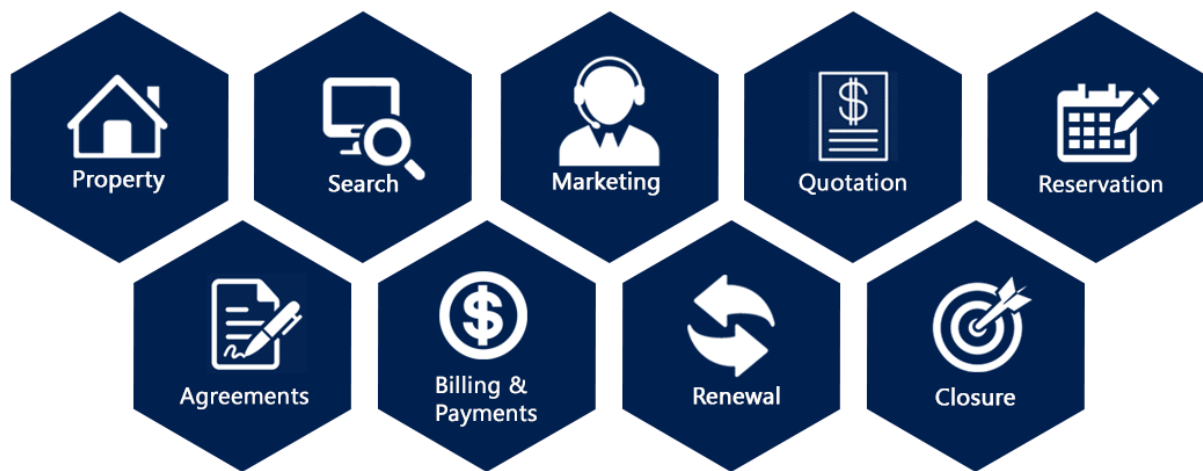 Property
Search
Marketing
Quotation
Reservation
Agreements
Billing &
Payments
Renewal
Closure